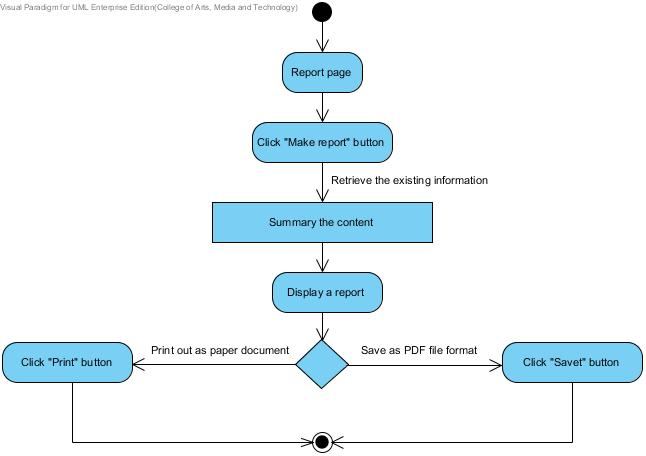 Visual Paradigm for UML Enterprise Edition(College of Arts, Media and Technology)
Report page
Click "Make report" button
Retrieve the existing information
Summary the content
Display a report
Print out as paper document
Save as PDF file format
Click "Print" button
Click "Savet" button